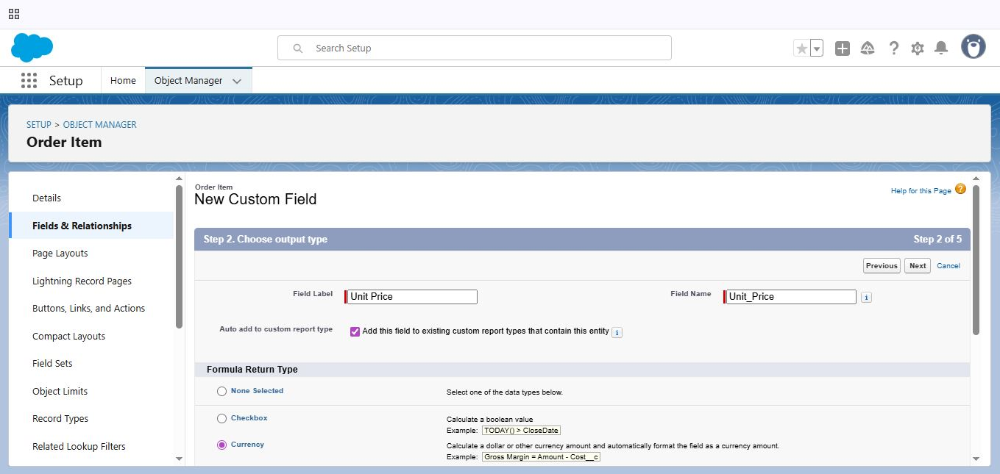 Search Setup
Setup
Home
Object Manager
SETUP > OBJECT MANAGER
Order Item
Details
Fields & Relationships
Page Layouts
Lightning Record Pages
Buttons, Links, and Actions
Compact Layouts
Field Sets
Object Limits
Record Types
Related Lookup Filters
Order Item
New Custom Field
Help for this Page ?
Step 2. Choose output type
Step 2 of 5
Previous Next Cancel
Field Label Unit Price
Field Name Unit_Price i
Auto add to custom report type
Add this field to existing custom report types that contain this entity i
Formula Return Type
None Selected
Select one of the data types below.
Checkbox
Calculate a boolean value
Example: TODAY() > CloseDate
Currency
Calculate a dollar or other currency amount and automatically format the field as a currency amount.
Example: Gross Margin = Amount - Cost__c